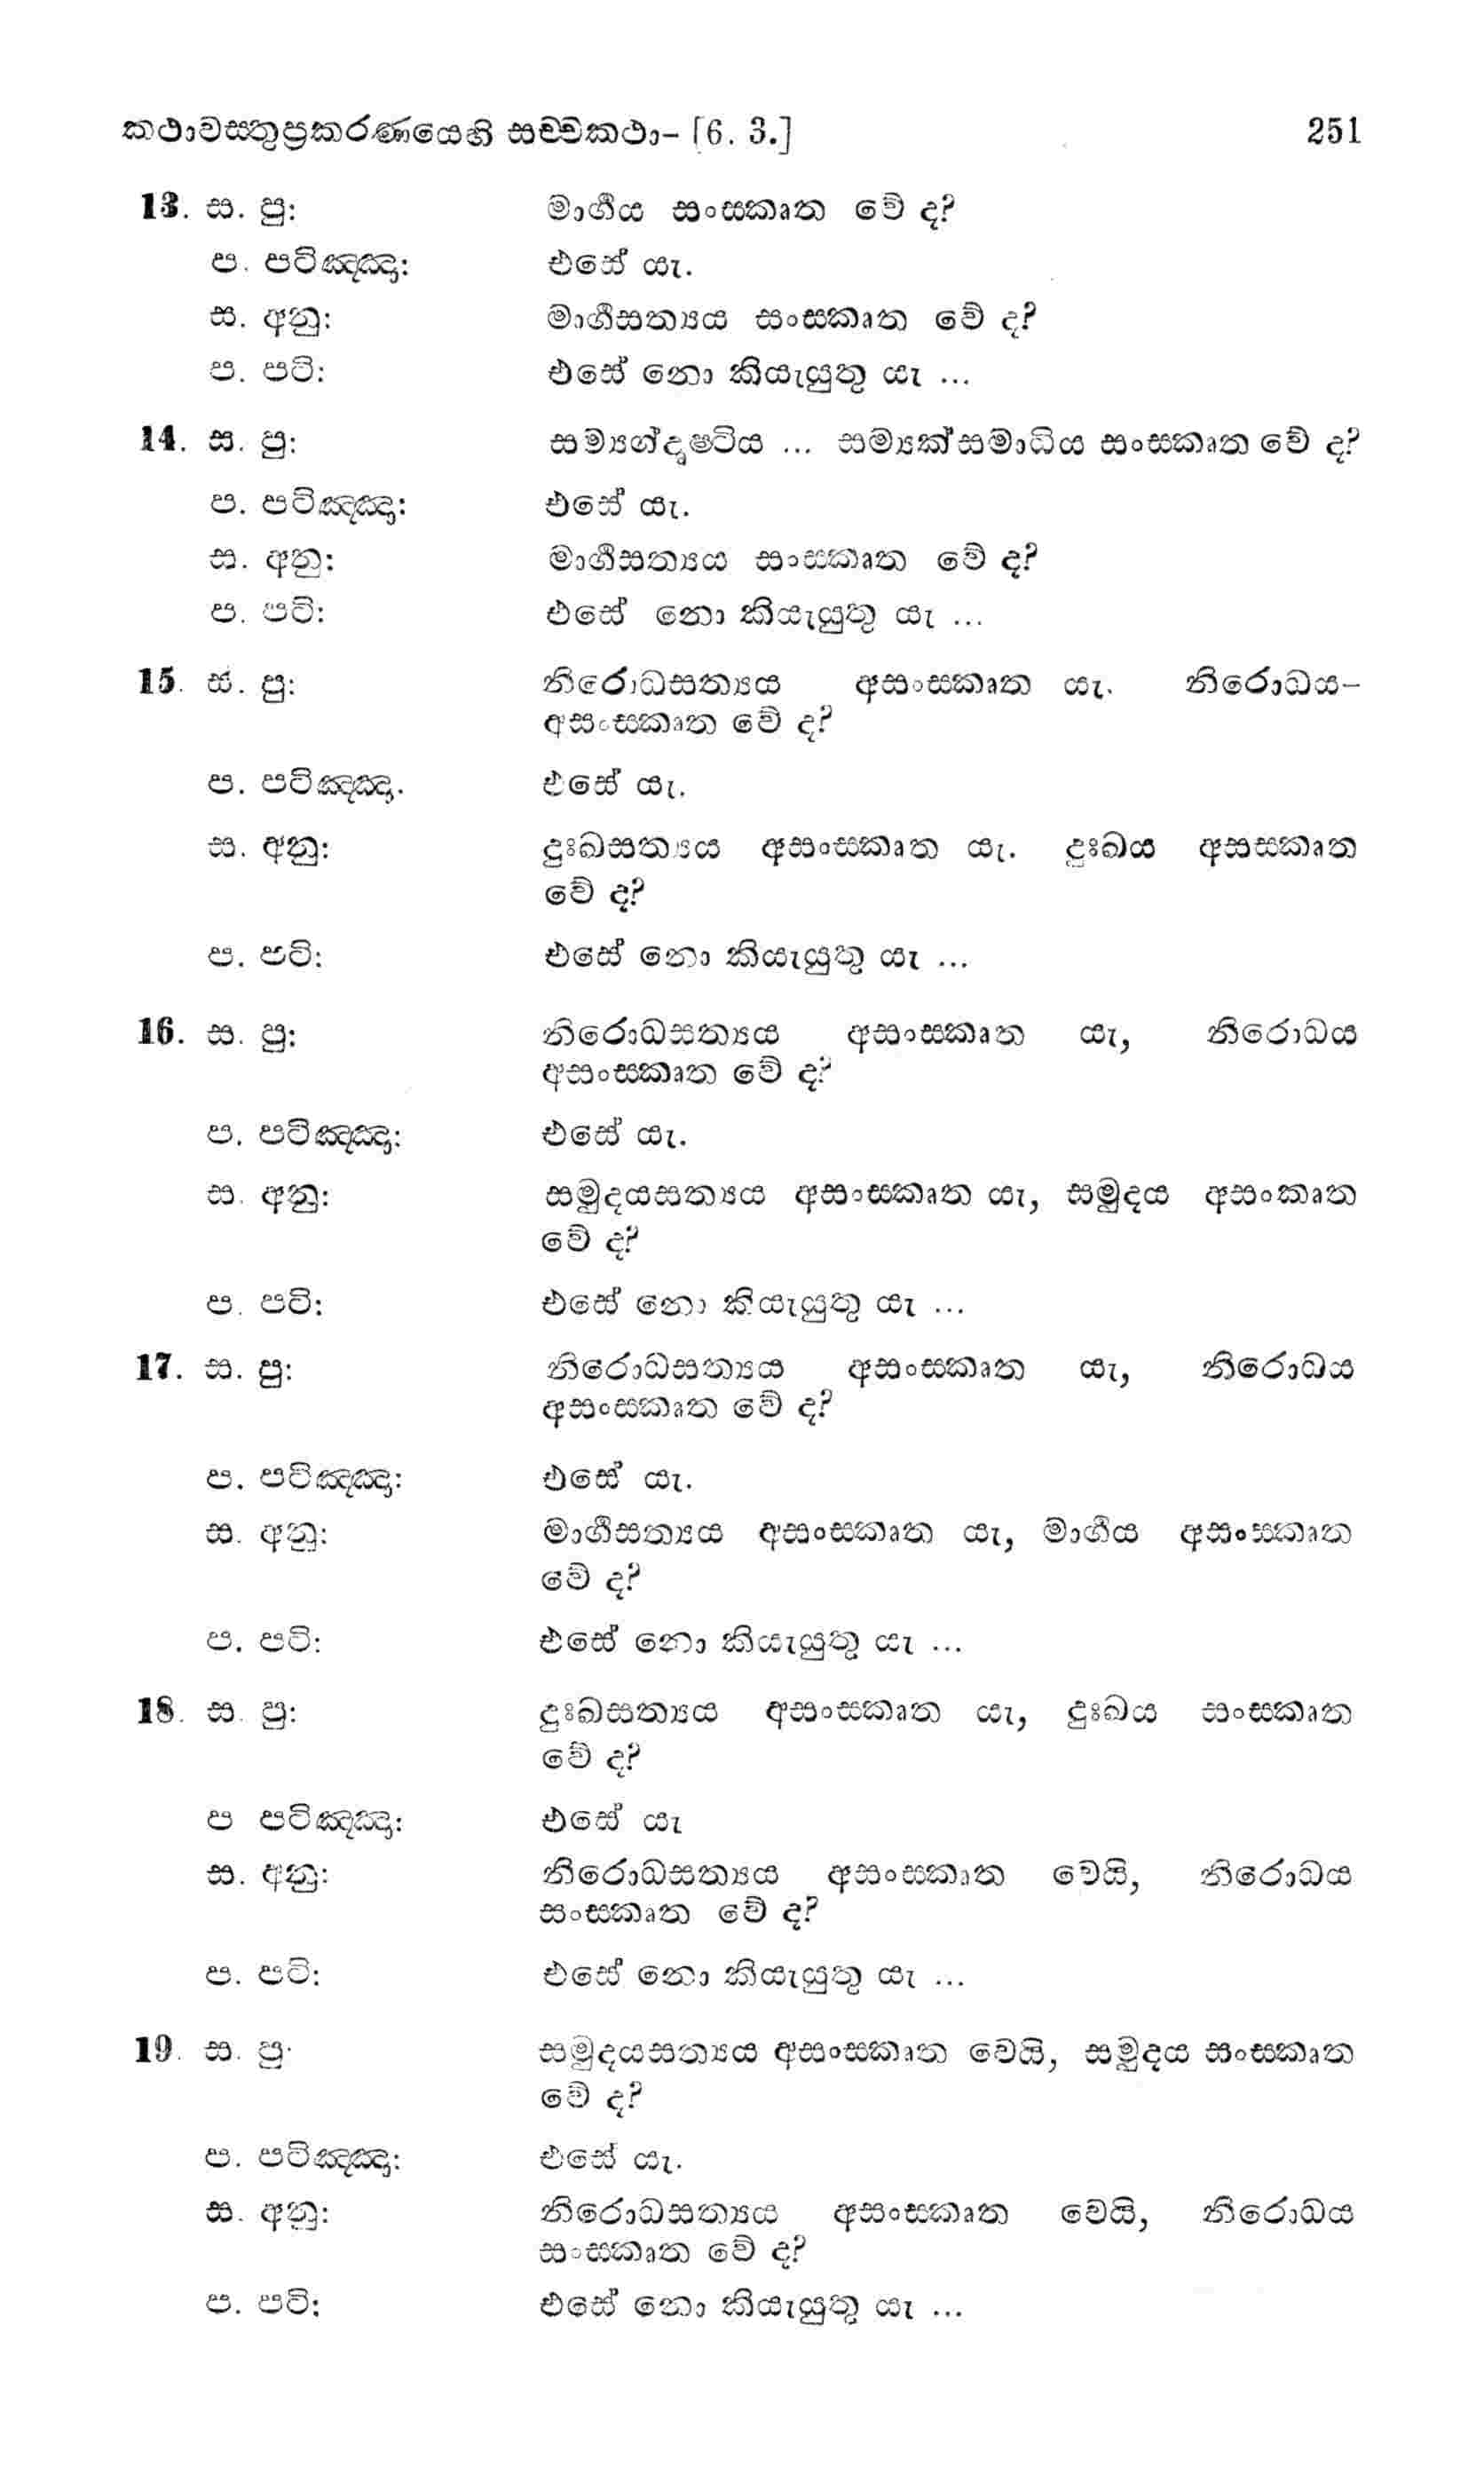 කථාවස්තුප්‍රකරණයෙහි සච්චකථා- [6. 3.] 251
13. ස. පු: මාර්ගය සංස්කෘත වේ ද?
ප. පටිඤ්ඤා: එසේ යැ.
ස. අනු: මාර්ගසත්‍යය සංස්කෘත වේ ද?
ප. පටි: එසේ නො කියැයුතු යැ ...
14. ස. පු: සම්‍යග්දෘෂ්ටිය ... සම්‍යක්සමාධිය සංස්කෘත වේ ද?
ප. පටිඤ්ඤා: එසේ යැ.
ස. අනු: මාර්ගසත්‍යය සංස්කෘත වේ ද?
ප. පටි: එසේ නො කියැයුතු යැ ...
15. ස. පු: නිරොධසත්‍යය අසංස්කෘත යැ. නිරොධය-
අසංස්කෘත වේ ද?
ප. පටිඤ්ඤා. එසේ යැ.
ස. අනු: දුඃඛසත්‍යය අසංස්කෘත යැ. දුඃඛය අසස්කෘත
වේ ද?
ප. පටි: එසේ නො කියැයුතු යැ ...
16. ස. පු: නිරොධසත්‍යය අසංස්කෘත යැ, නිරොධය
අසංස්කෘත වේ ද?
ප. පටිඤ්ඤා: එසේ යැ.
ස. අනු: සමුදයසත්‍යය අසංස්කෘත යැ, සමුදය අසංකෘත
වේ ද?
ප. පටි: එසේ නො කියැයුතු යැ ...
17. ස. පු: නිරොධසත්‍යය අසංස්කෘත යැ, නිරොධය
අසංස්කෘත වේ ද?
ප. පටිඤ්ඤා: එසේ යැ.
ස. අනු: මාර්ගසත්‍යය අසංස්කෘත යැ, මාර්ගය අසංස්කෘත
වේ ද?
ප. පටි: එසේ නො කියැයුතු යැ ...
18. ස. පු: දුඃඛසත්‍යය අසංස්කෘත යැ, දුඃඛය සංස්කෘත
වේ ද?
ප පටිඤ්ඤා: එසේ යැ
ස. අනු: නිරොධසත්‍යය අසංස්කෘත වෙයි, නිරොධය
සංස්කෘත වේ ද?
ප. පටි: එසේ නො කියැයුතු යැ ...
19. ස. පු. සමුදයසත්‍යය අසංස්කෘත වෙයි, සමුදය සංස්කෘත
වේ ද?
ප. පටිඤ්ඤා: එසේ යැ.
ස. අනු: නිරොධසත්‍යය අසංස්කෘත වෙයි, නිරොධය
සංස්කෘත වේ ද?
ප. පටි: එසේ නො කියැයුතු යැ ...